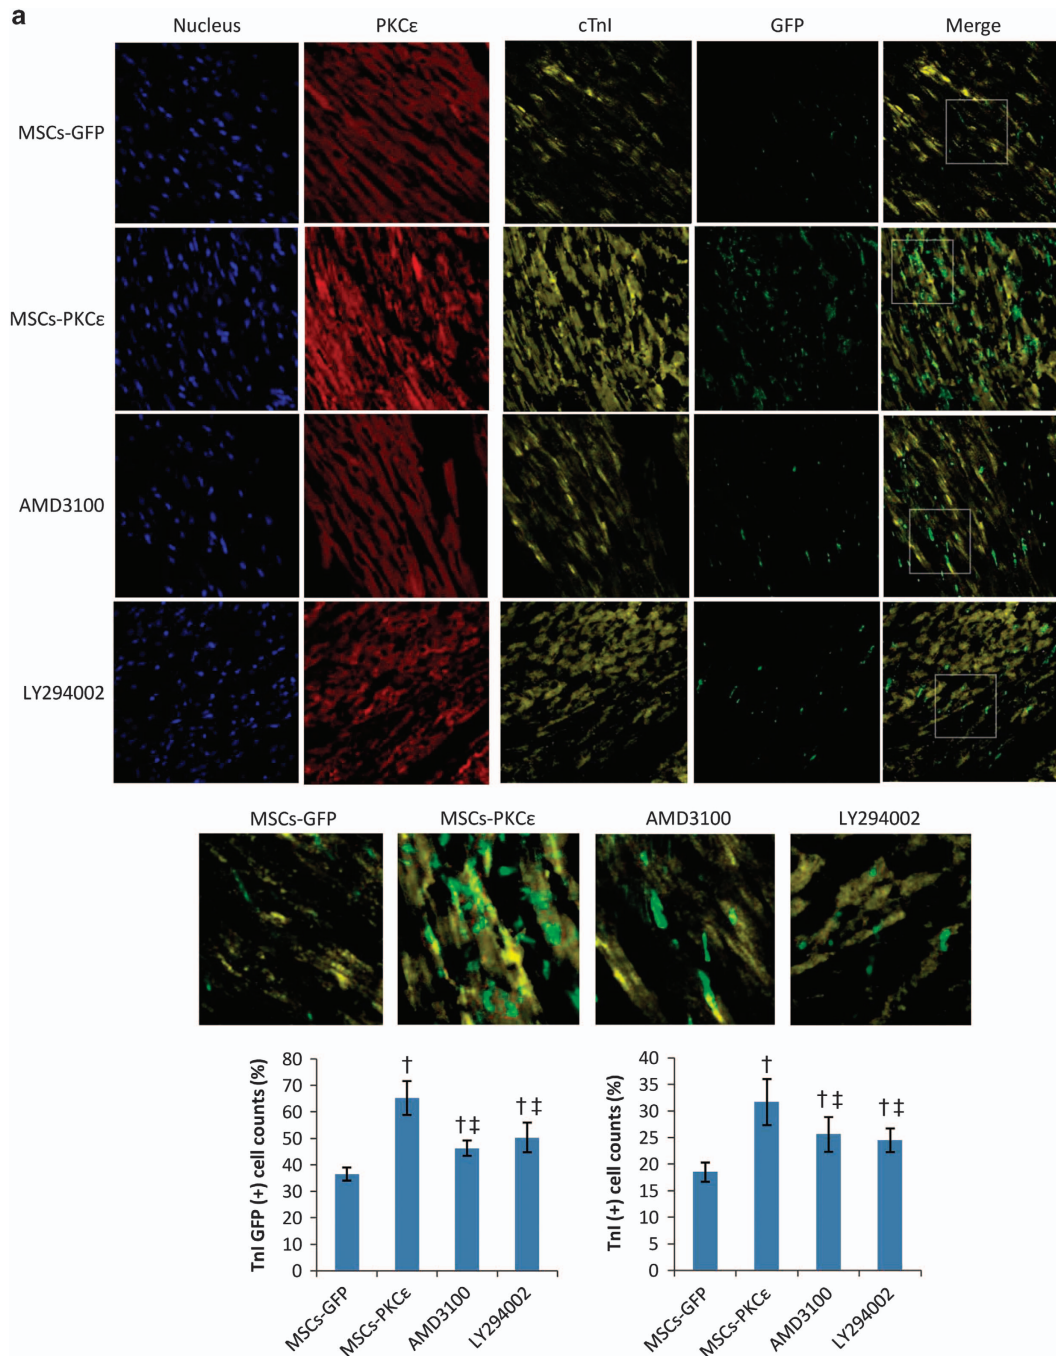 a
Nucleus PKCε cTnI GFP Merge
MSCs-GFP
MSCs-PKCε
AMD3100
LY294002
MSCs-GFP MSCs-PKCε AMD3100 LY294002
TnI GFP (+) cell counts (%)
80
70
60
50
40
30
20
10
0
†
†‡
†‡
MSCs-GFP
MSCs-PKCε
AMD3100
LY294002
TnI (+) cell counts (%)
40
35
30
25
20
15
10
5
0
†
†‡
†‡
MSCs-GFP
MSCs-PKCε
AMD3100
LY294002